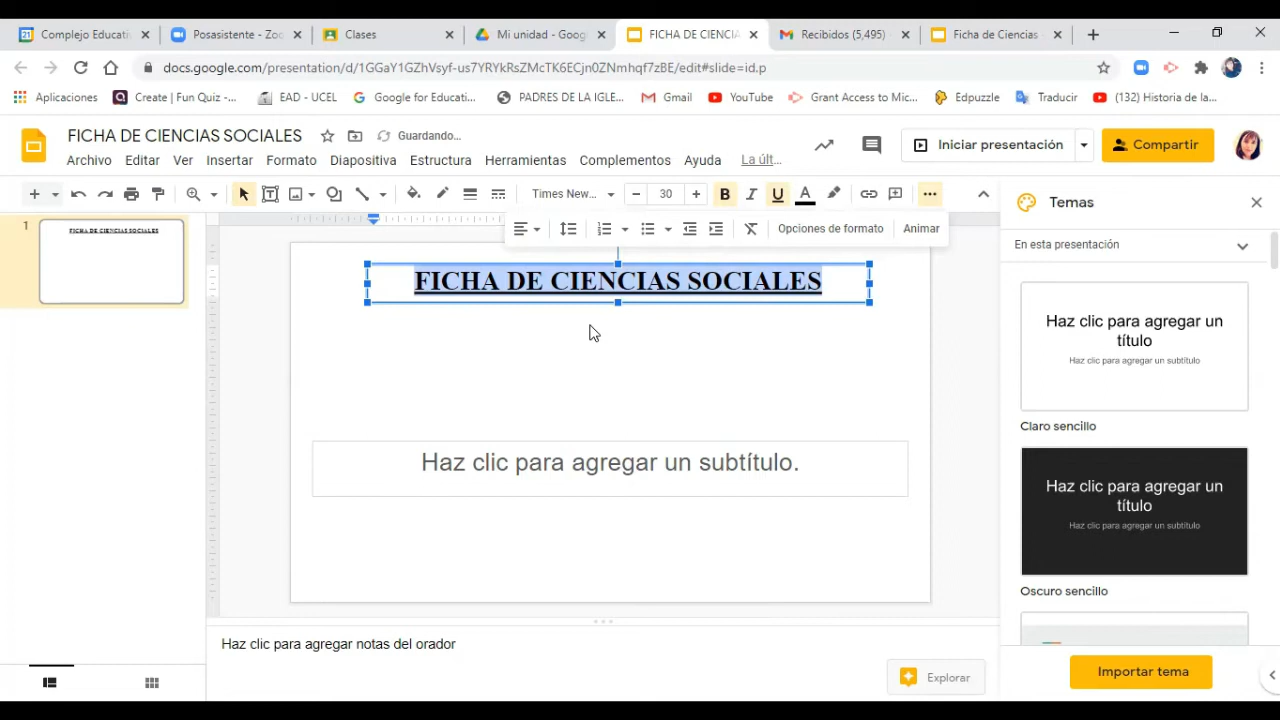 Complejo Educati
Posasistente - Zoo
Clases
Mi unidad - Goog
FICHA DE CIENCIA
Recibidos (5,495)
Ficha de Ciencias
docs.google.com/presentation/d/1GGaY1GZhVsyf-us7YRYkRsZMcTK6ECjn0ZNmhqf7zBE/edit#slide=id.p
Aplicaciones
Create | Fun Quiz -...
EAD - UCEL
Google for Educati...
PADRES DE LA IGLE...
Gmail
YouTube
Grant Access to Mic...
Edpuzzle
Traducir
(132) Historia de la...
FICHA DE CIENCIAS SOCIALES
Guardando...
Archivo
Editar
Ver
Insertar
Formato
Diapositiva
Estructura
Herramientas
Complementos
Ayuda
La últ...
Iniciar presentación
Compartir
Times New...
30
B
I
U
A
Opciones de formato
Animar
Temas
En esta presentación
1
FICHA DE CIENCIAS SOCIALES
FICHA DE CIENCIAS SOCIALES
Haz clic para agregar un subtítulo.
Haz clic para agregar un
título
Haz clic para agregar un subtítulo
Claro sencillo
Haz clic para agregar un
título
Haz clic para agregar un subtítulo
Oscuro sencillo
Haz clic para agregar notas del orador
Explorar
Importar tema